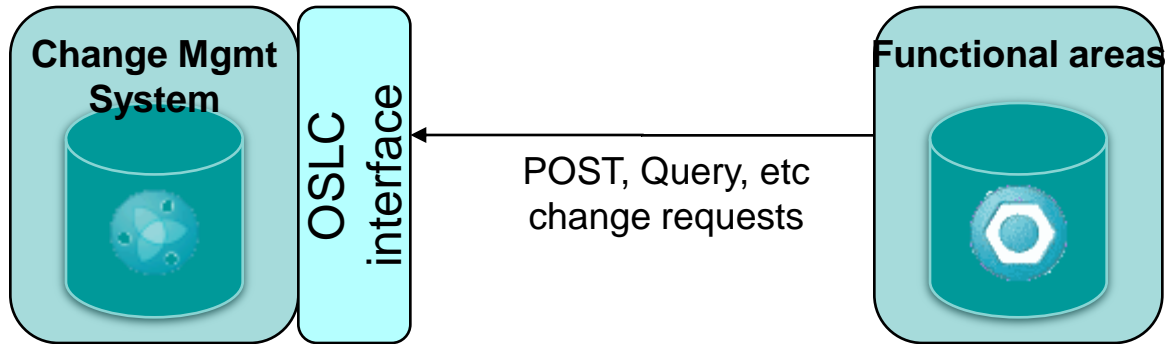 Change Mgmt
System
OSLC
interface
POST, Query, etc
change requests
Functional areas